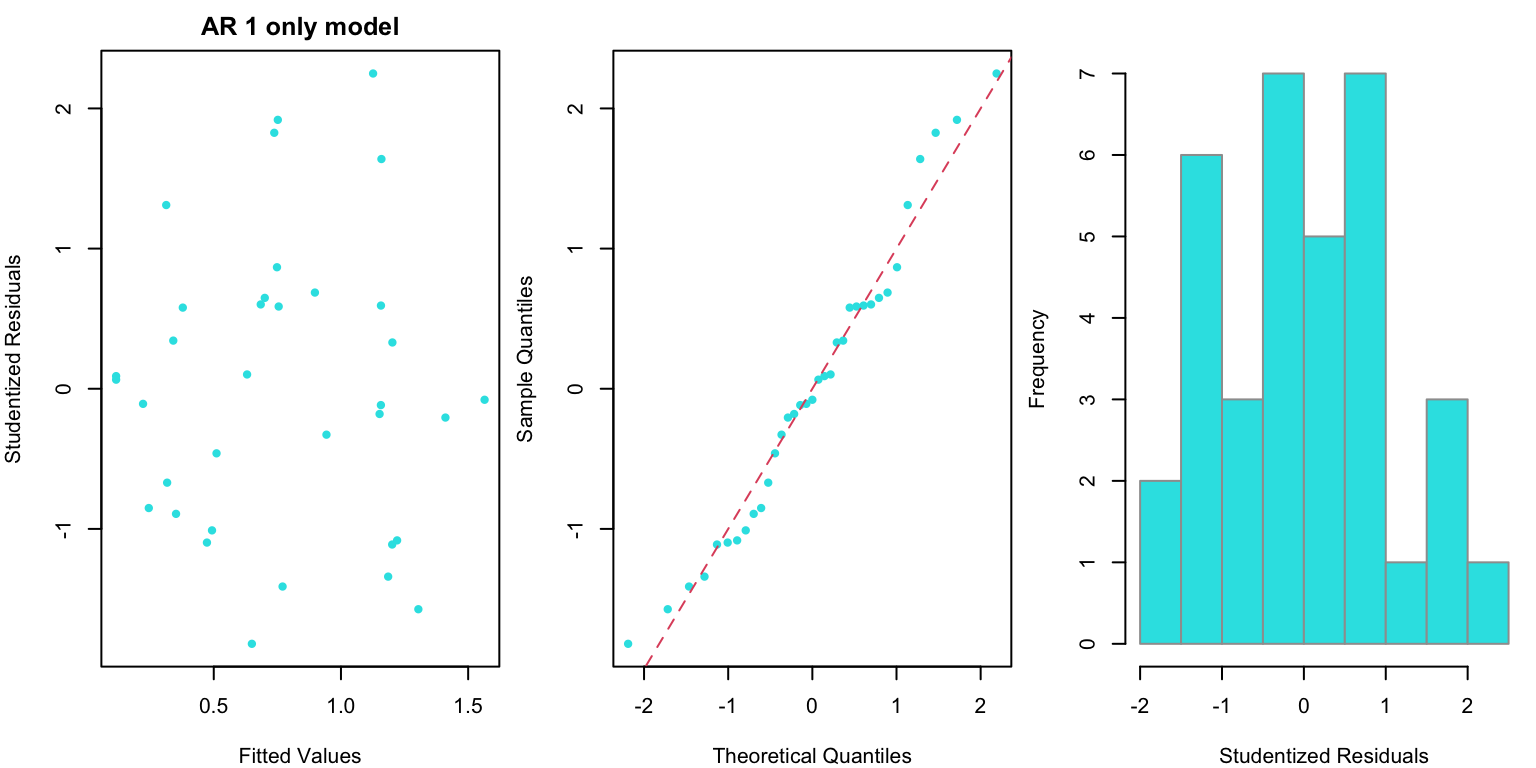 AR 1 only model
Studentized Residuals
2
1
0
-1
0.5 1.0 1.5
Fitted Values
Sample Quantiles
2
1
0
-1
-2 -1 0 1 2
Theoretical Quantiles
Frequency
7
6
5
4
3
2
1
0
-2 -1 0 1 2
Studentized Residuals